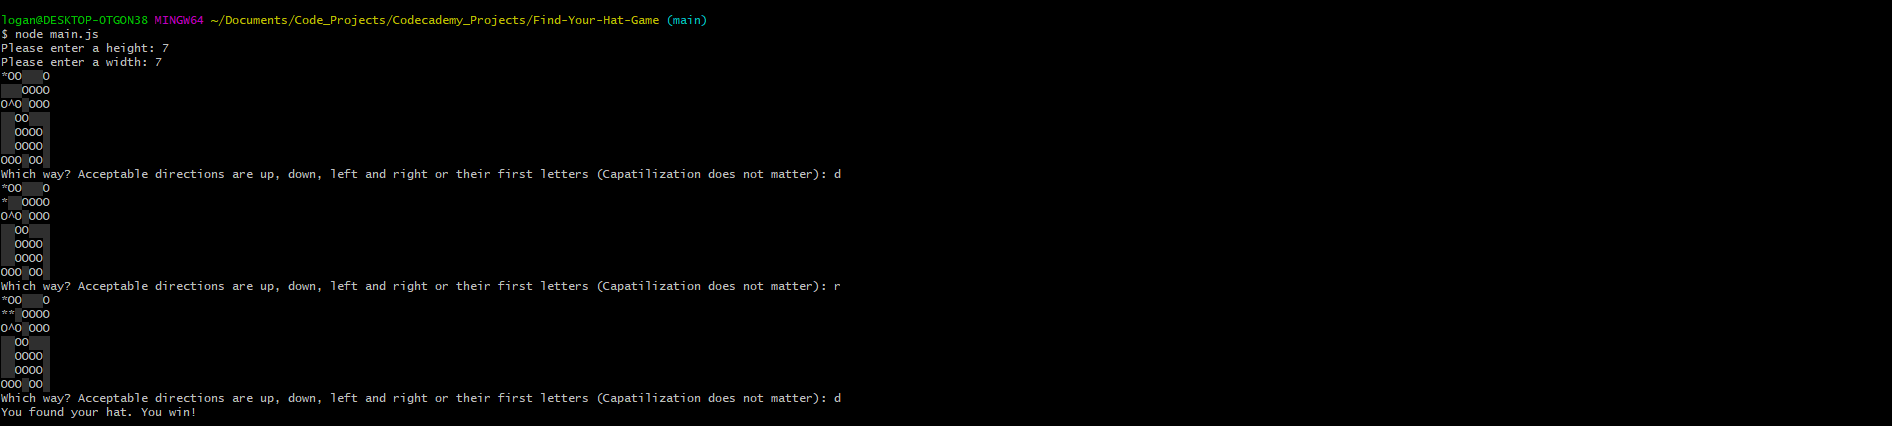 logan@DESKTOP-OTGON38 MINGW64 ~/Documents/Code_Projects/Codecademy_Projects/Find-Your-Hat-Game (main)
$ node main.js
Please enter a height: 7
Please enter a width: 7
*OO░░░O
░░░OOOO
O^O░OOO
░░OO░░░
░░OOOO░
░░OOOO░
OOO░OO░
Which way? Acceptable directions are up, down, left and right or their first letters (Capatilization does not matter): d
*OO░░░O
*░░OOOO
O^O░OOO
░░OO░░░
░░OOOO░
░░OOOO░
OOO░OO░
Which way? Acceptable directions are up, down, left and right or their first letters (Capatilization does not matter): r
*OO░░░O
**░OOOO
O^O░OOO
░░OO░░░
░░OOOO░
░░OOOO░
OOO░OO░
Which way? Acceptable directions are up, down, left and right or their first letters (Capatilization does not matter): d
You found your hat. You win!